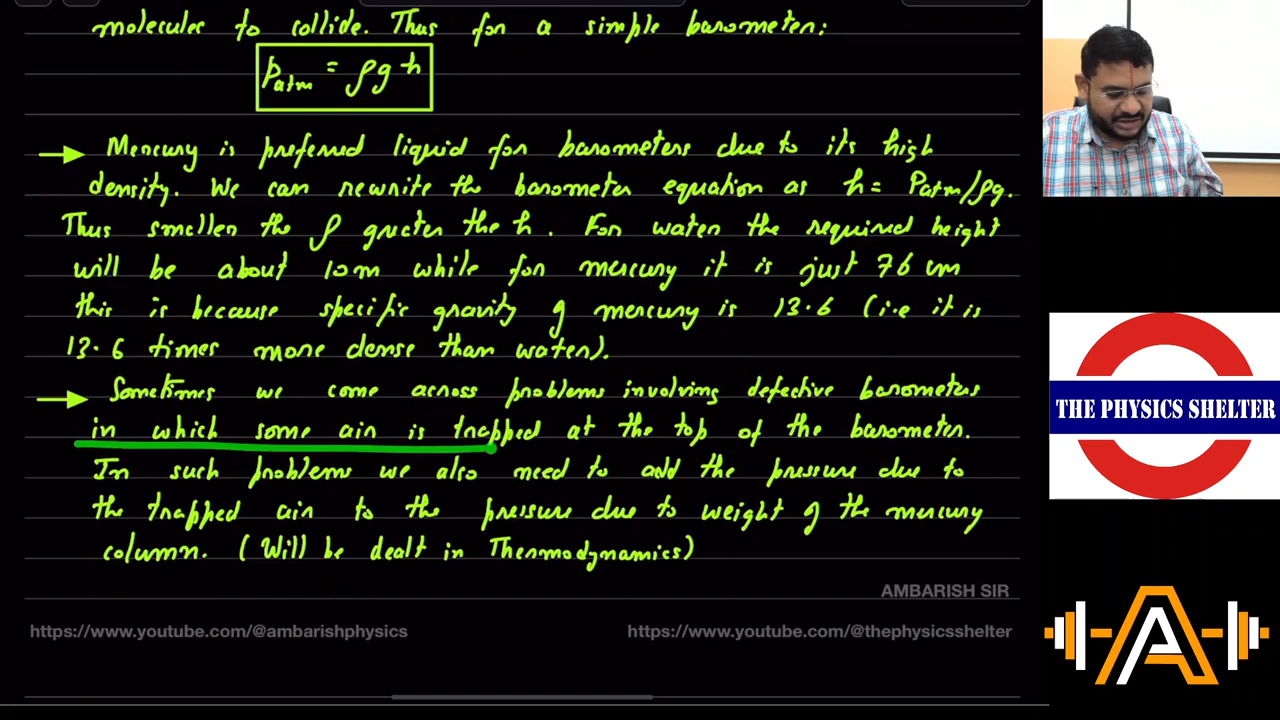 molecules to collide. Thus for a simple barometer:
Patm = ρgh
→ Mercury is preferred liquid for barometers due to its high
density. We can rewrite the barometer equation as h = Patm/ρg.
Thus smaller the ρ greater the h. For water the required height
will be about 10m while for mercury it is just 76 cm
this is because specific gravity of mercury is 13.6 (i.e it is
13.6 times more dense than water).
→ Sometimes we come across problems involving defective barometers
in which some air is trapped at the top of the barometer.
In such problems we also need to add the pressure due to
the trapped air to the pressure due to weight of the mercury
column. (Will be dealt in Thermodynamics)
AMBARISH SIR
https://www.youtube.com/@ambarishphysics
https://www.youtube.com/@thephysicsshelter
THE PHYSICS SHELTER